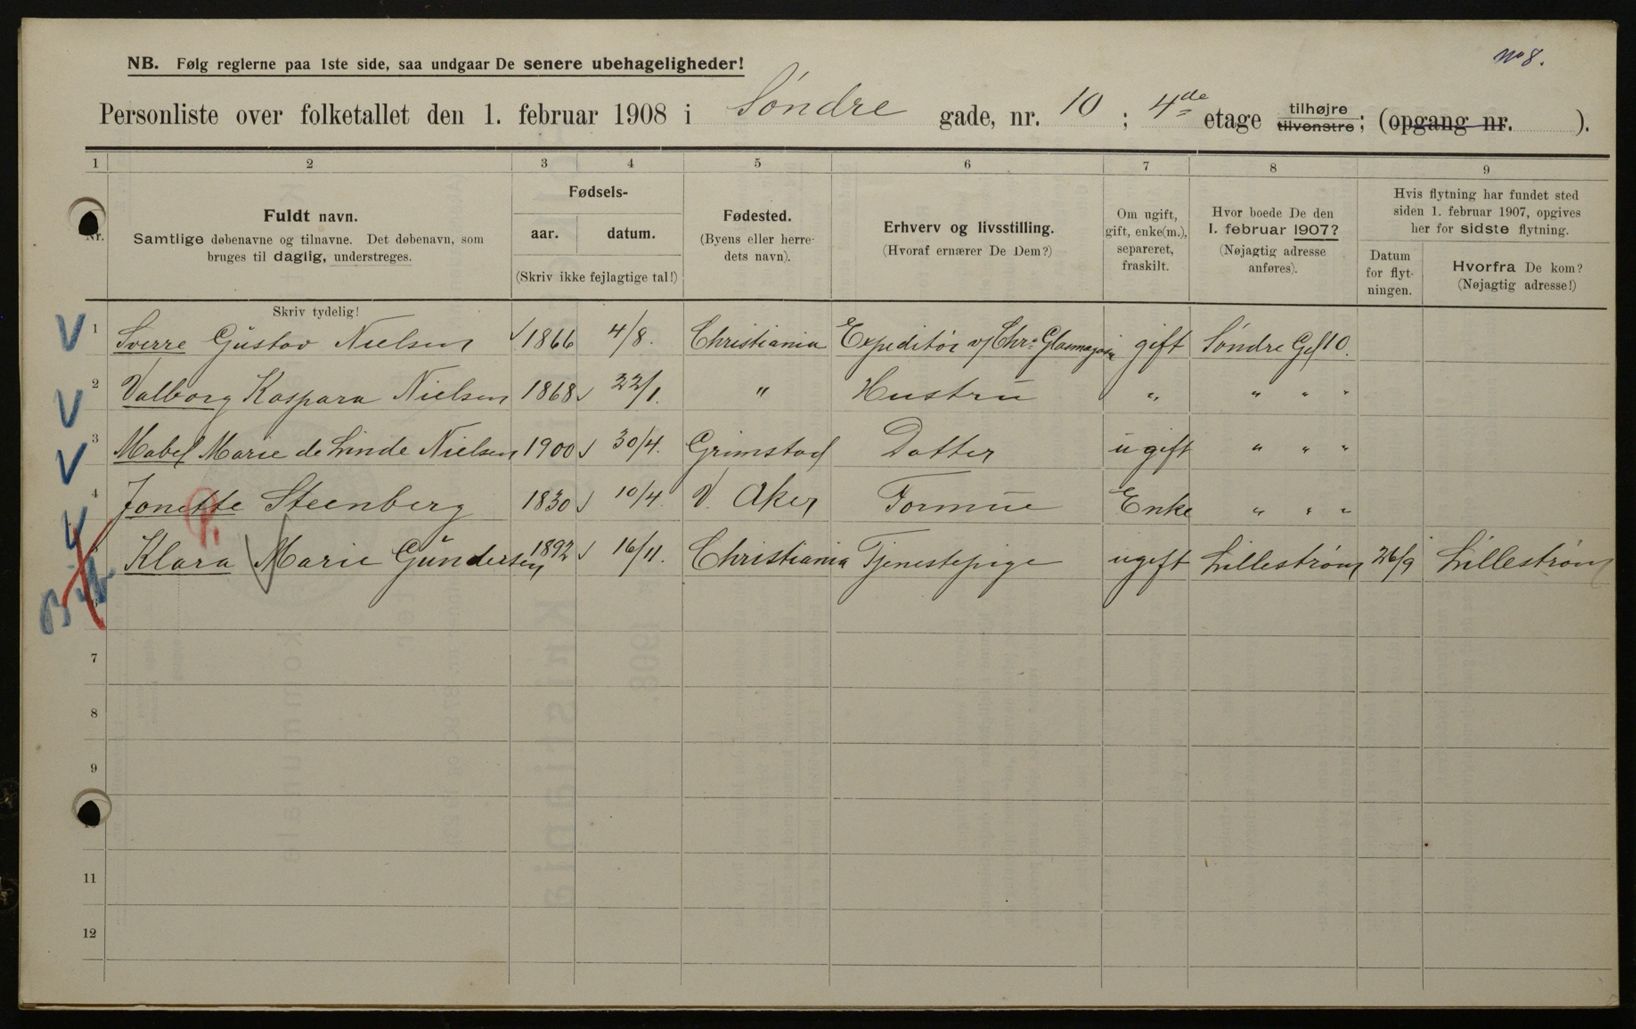 No 8.
NB. Følg reglerne paa 1ste side, saa undgaar De senere ubehageligheder!
Personliste over folketallet den 1. februar 1908 i Søndre gade, nr. 10 ; 4de etage tilhøjre tilvenstre; (opgang nr. ).
1 2 3 4 5 6 7 8 9
Nr.
Fuldt navn.
Samtlige døbenavne og tilnavne. Det døbenavn, som
bruges til daglig, understreges.
Skriv tydelig!
Fødsels-
aar. datum.
(Skriv ikke fejlagtige tal!)
Fødested.
(Byens eller herre-
dets navn).
Erhverv og livsstilling.
(Hvoraf ernærer De Dem?)
Om ugift,
gift, enke(m.),
separeret,
fraskilt.
Hvor boede De den
1. februar 1907?
(Nøjagtig adresse
anføres).
Hvis flytning har fundet sted
siden 1. februar 1907, opgives
her for sidste flytning.
Datum
for flyt-
ningen.
Hvorfra De kom?
(Nøjagtig adresse!)
1 Sverre Gustav Nielsen 1866 4/8. Christiania Expeditør v/ Chr. Glasmagasin gift Søndre Gd 10.
2 Valborg Kaspara Nielsen 1868 22/1. " Hustru " " " "
3 Mabel Marie de Linde Nielsen 1900 30/4. Grimstad Datter ugift " " "
4 Janette Steenberg 1830 10/4. V. Aker Formue Enke " " "
Klara Marie Gundersen 1892 16/11. Christiania Tjenestepige ugift Lillestrøm 26/9 Lillestrøm
7
8
9
11
12